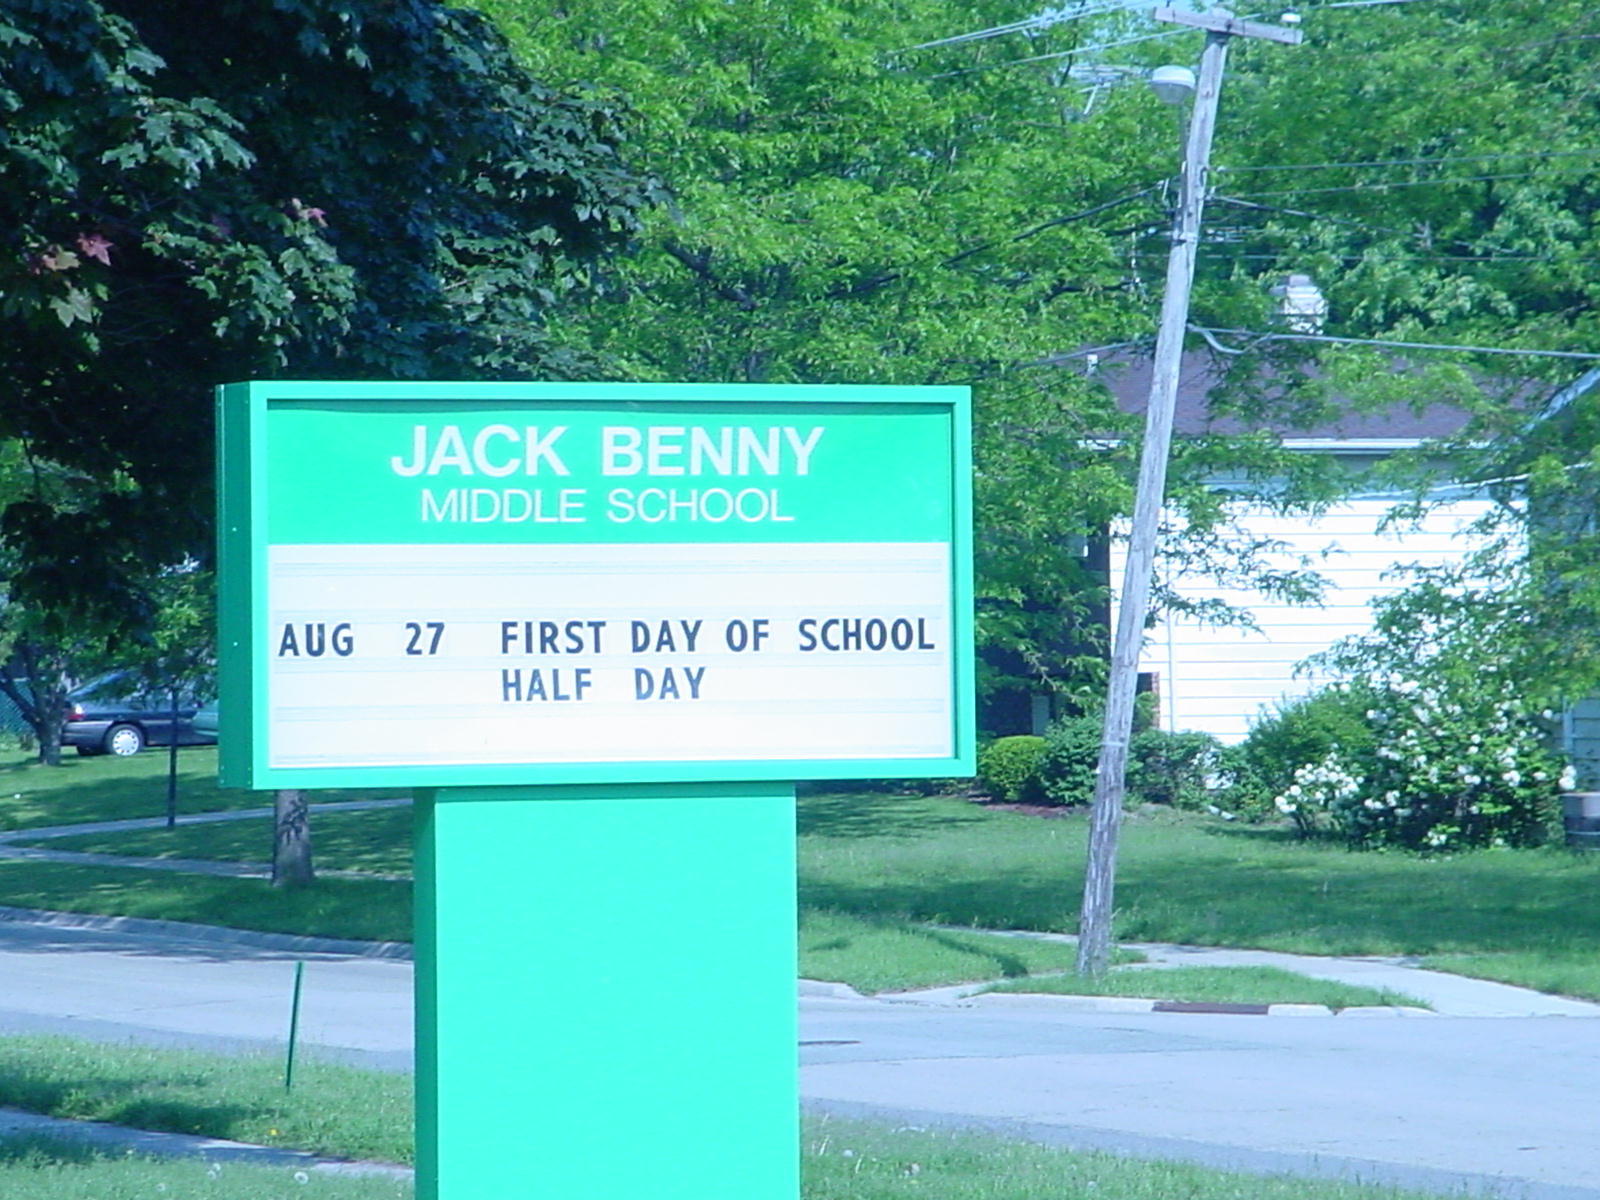 JACK BENNY
MIDDLE SCHOOL
AUG 27 FIRST DAY OF SCHOOL
HALF DAY